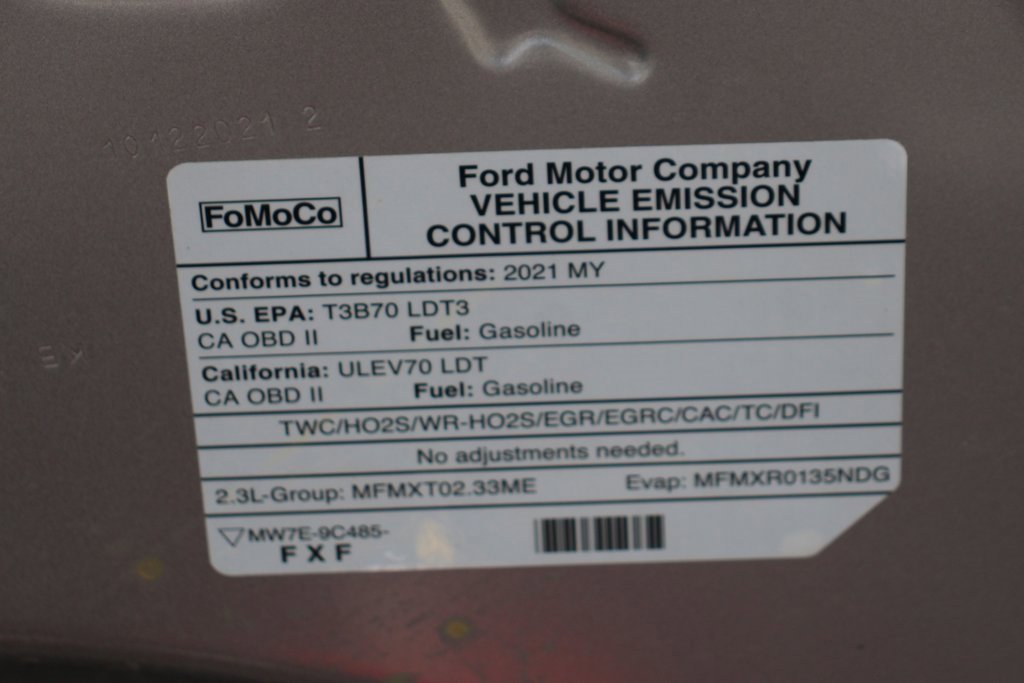 10122021 2
FoMoCo
Ford Motor Company
VEHICLE EMISSION
CONTROL INFORMATION
Conforms to regulations: 2021 MY
U.S. EPA: T3B70 LDT3
CA OBD II Fuel: Gasoline
California: ULEV70 LDT
CA OBD II Fuel: Gasoline
TWC/HO2S/WR-HO2S/EGR/EGRC/CAC/TC/DFI
No adjustments needed.
2.3L-Group: MFMXT02.33ME Evap: MFMXR0135NDG
MW7E-9C485-
F X F